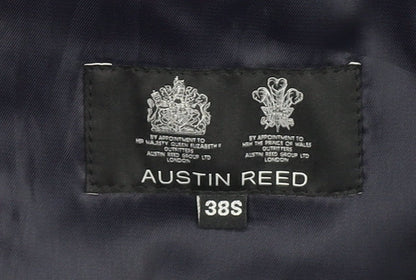 BY APPOINTMENT TO
HER MAJESTY QUEEN ELIZABETH II
OUTFITTERS
AUSTIN REED GROUP LTD
LONDON
BY APPOINTMENT TO
HRH THE PRINCE OF WALES
OUTFITTERS
AUSTIN REED GROUP LTD
LONDON
AUSTIN REED
38S